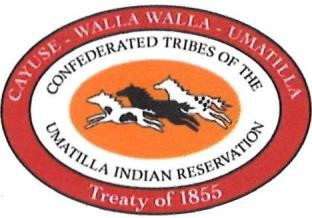 CAYUSE - WALLA WALLA - UMATILLA
CONFEDERATED TRIBES OF THE
UMATILLA INDIAN RESERVATION
Treaty of 1855